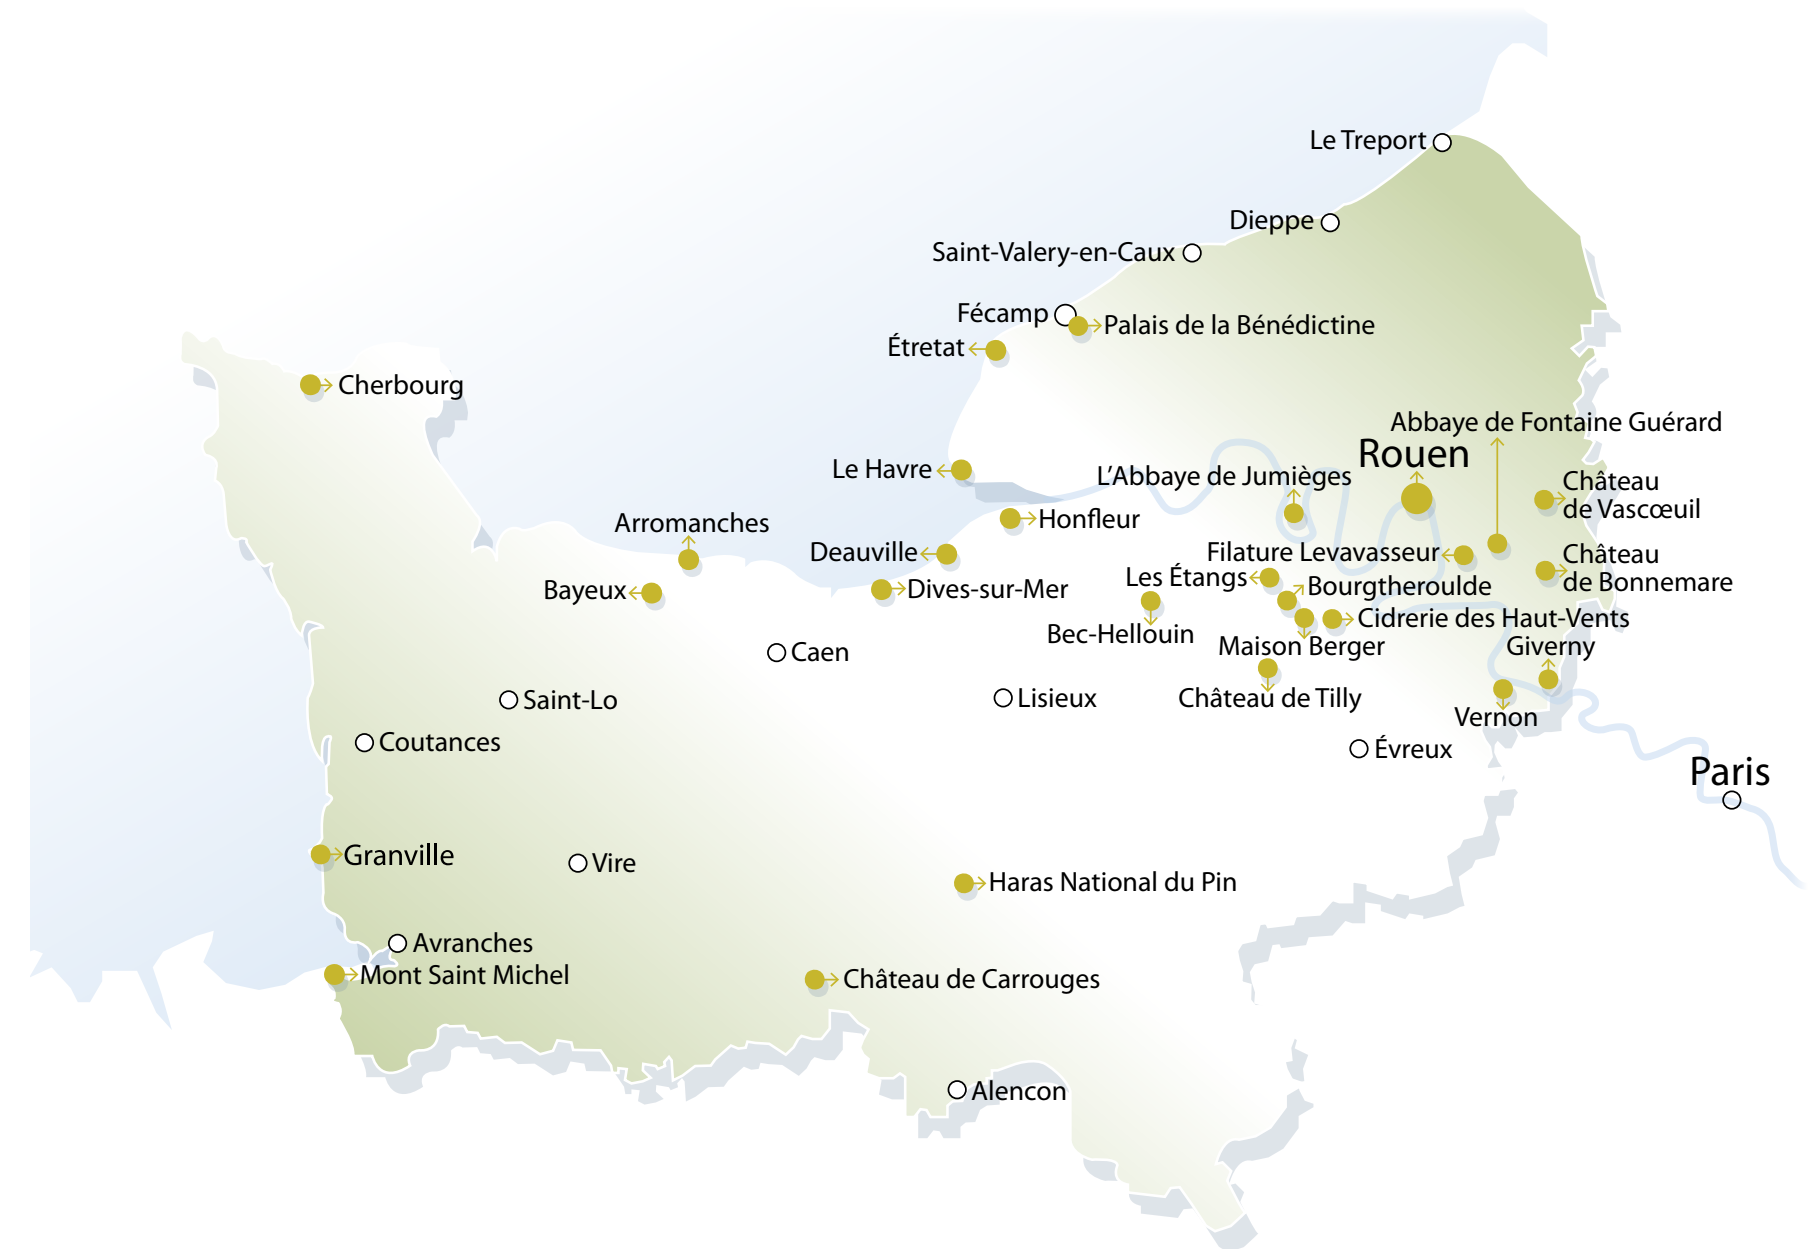 Le Treport
Dieppe
Saint-Valery-en-Caux
Fécamp
Palais de la Bénédictine
Étretat
Cherbourg
Abbaye de Fontaine Guérard
Rouen
Le Havre
L'Abbaye de Jumièges
Château
de Vascœuil
Arromanches
Honfleur
Deauville
Filature Levavasseur
Château
de Bonnemare
Les Étangs
Bourgtheroulde
Bayeux
Dives-sur-Mer
Bec-Hellouin
Cidrerie des Haut-Vents
Maison Berger
Giverny
Caen
Saint-Lo
Lisieux
Château de Tilly
Vernon
Coutances
Évreux
Paris
Granville
Vire
Haras National du Pin
Avranches
Mont Saint Michel
Château de Carrouges
Alencon